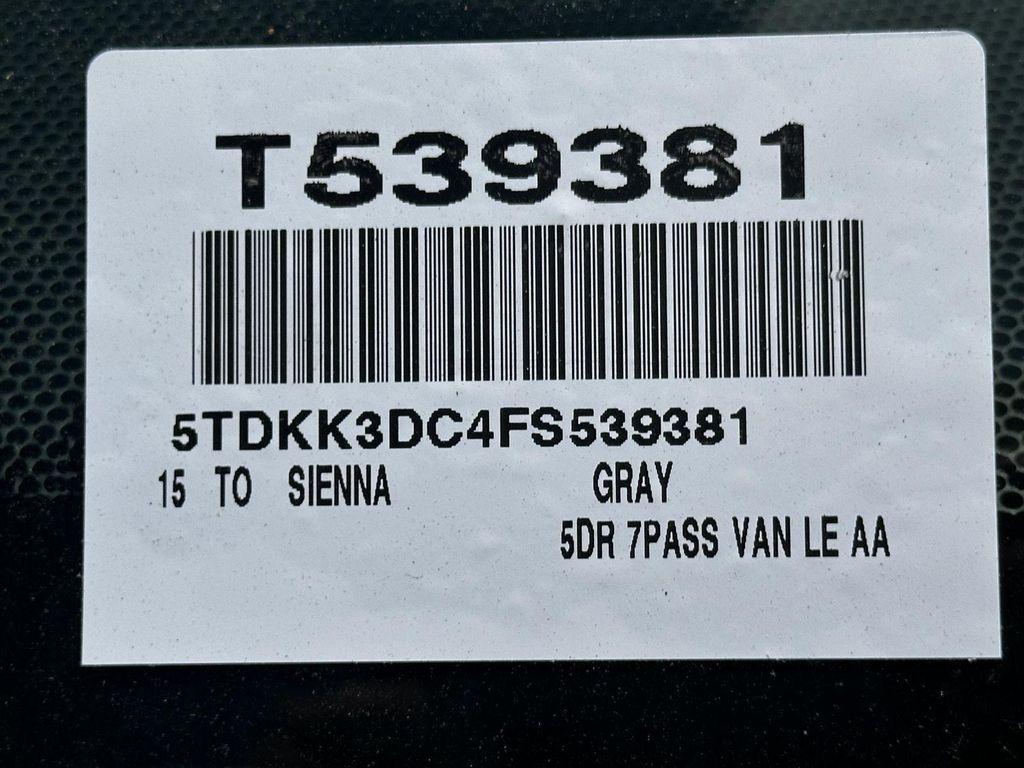 T539381
5TDKK3DC4FS539381
15 TO SIENNA GRAY
5DR 7PASS VAN LE AA